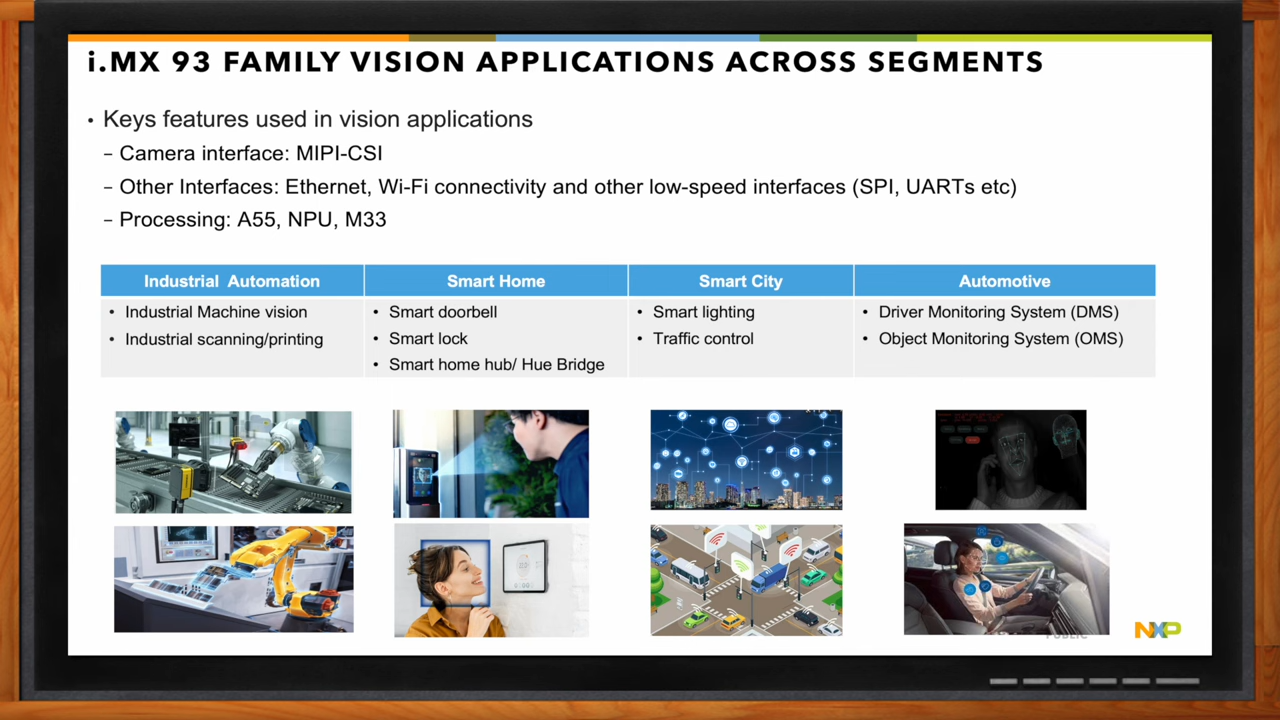 i.MX 93 FAMILY VISION APPLICATIONS ACROSS SEGMENTS
• Keys features used in vision applications
– Camera interface: MIPI-CSI
– Other Interfaces: Ethernet, Wi-Fi connectivity and other low-speed interfaces (SPI, UARTs etc)
– Processing: A55, NPU, M33
Industrial Automation
• Industrial Machine vision
• Industrial scanning/printing
Smart Home
• Smart doorbell
• Smart lock
• Smart home hub/ Hue Bridge
Smart City
• Smart lighting
• Traffic control
Automotive
• Driver Monitoring System (DMS)
• Object Monitoring System (OMS)
PUBLIC
NXP